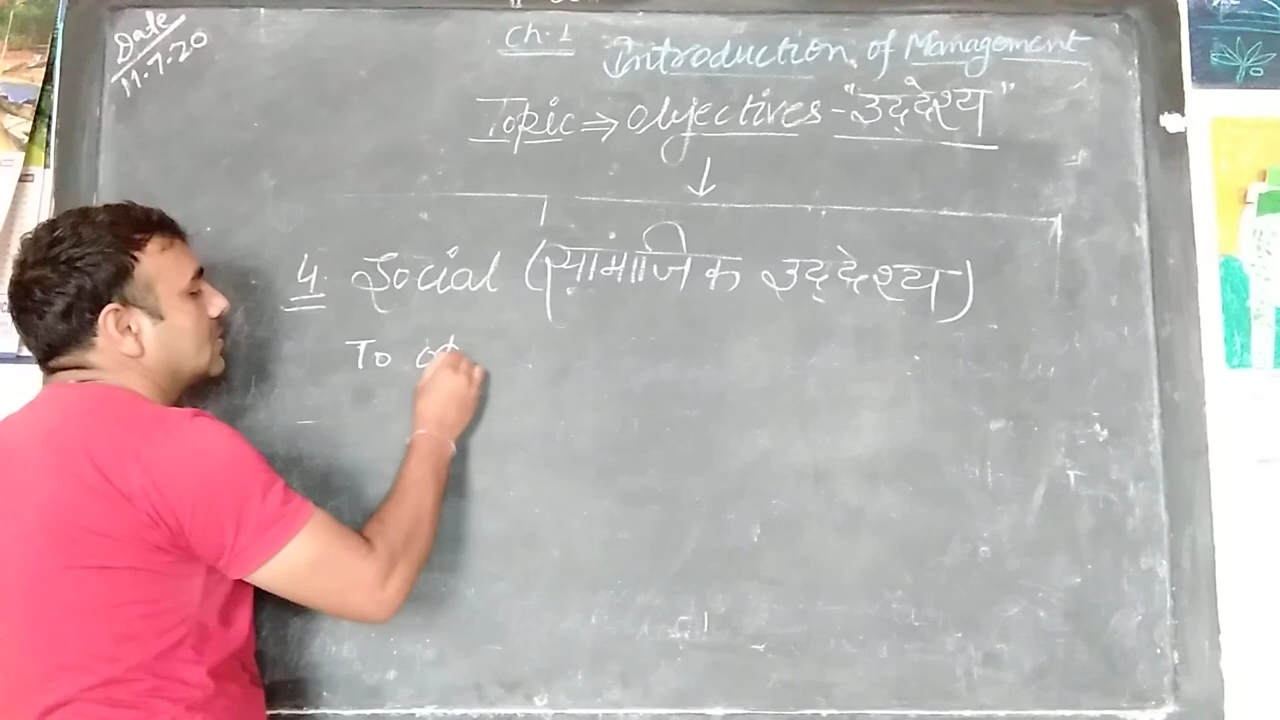 Date
11.7.20
Ch. 1
Introduction of Management
Topic ⇒ Objectives - "उद्देश्य"
4. Social (सामाजिक उद्देश्य)
To